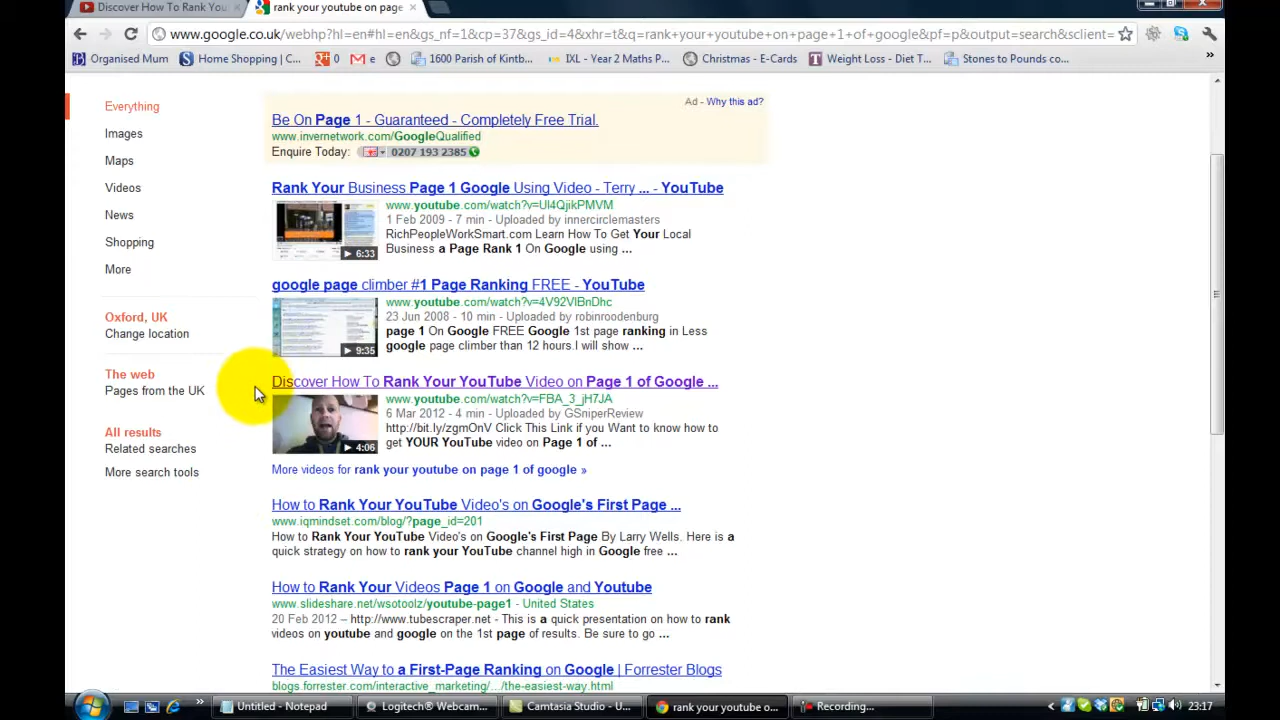 Discover How To Rank You
rank your youtube on page
www.google.co.uk/webhp?hl=en#hl=en&gs_nf=1&cp=37&gs_id=4&xhr=t&q=rank+your+youtube+on+page+1+of+google&pf=p&output=search&sclient=
Organised Mum
Home Shopping | C...
0
e
1600 Parish of Kintb...
IXL - Year 2 Maths P...
Christmas - E-Cards
Weight Loss - Diet T...
Stones to Pounds co...
Everything
Images
Maps
Videos
News
Shopping
More
Oxford, UK
Change location
The web
Pages from the UK
All results
Related searches
More search tools
Ad - Why this ad?
Be On Page 1 - Guaranteed - Completely Free Trial.
www.invernetwork.com/GoogleQualified
Enquire Today: 0207 193 2385
Rank Your Business Page 1 Google Using Video - Terry ... - YouTube
www.youtube.com/watch?v=UI4QjikPMVM
1 Feb 2009 - 7 min - Uploaded by innercirclemasters
RichPeopleWorkSmart.com Learn How To Get Your Local
Business a Page Rank 1 On Google using ...
6:33
google page climber #1 Page Ranking FREE - YouTube
www.youtube.com/watch?v=4V92VlBnDhc
23 Jun 2008 - 10 min - Uploaded by robinroodenburg
page 1 On Google FREE Google 1st page ranking in Less
google page climber than 12 hours.I will show ...
9:35
Discover How To Rank Your YouTube Video on Page 1 of Google ...
www.youtube.com/watch?v=FBA_3_jH7JA
6 Mar 2012 - 4 min - Uploaded by GSniperReview
http://bit.ly/zgmOnV Click This Link if you Want to know how to
get YOUR YouTube video on Page 1 of ...
4:06
More videos for rank your youtube on page 1 of google »
How to Rank Your YouTube Video's on Google's First Page ...
www.iqmindset.com/blog/?page_id=201
How to Rank Your YouTube Video's on Google's First Page By Larry Wells. Here is a
quick strategy on how to rank your YouTube channel high in Google free ...
How to Rank Your Videos Page 1 on Google and Youtube
www.slideshare.net/wsotoolz/youtube-page1 - United States
20 Feb 2012 – http://www.tubescraper.net - This is a quick presentation on how to rank
videos on youtube and google on the 1st page of results. Be sure to go ...
The Easiest Way to a First-Page Ranking on Google | Forrester Blogs
blogs.forrester.com/interactive_marketing/.../the-easiest-way.html
Untitled - Notepad
Logitech® Webcam...
Camtasia Studio - U...
rank your youtube o...
Recording...
23:17